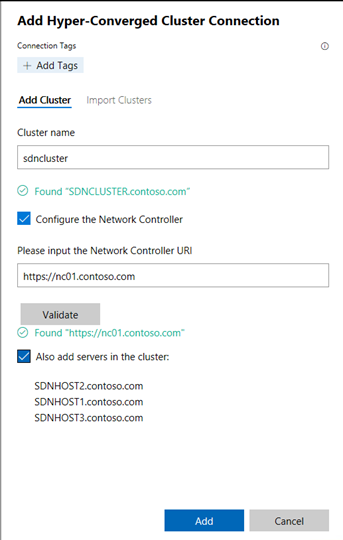 Add Hyper-Converged Cluster Connection
Connection Tags
+ Add Tags
Add Cluster Import Clusters
Cluster name
sdncluster
Found "SDNCLUSTER.contoso.com"
Configure the Network Controller
Please input the Network Controller URI
https://nc01.contoso.com
Validate
Found "https://nc01.contoso.com"
Also add servers in the cluster:
SDNHOST2.contoso.com
SDNHOST1.contoso.com
SDNHOST3.contoso.com
Add Cancel